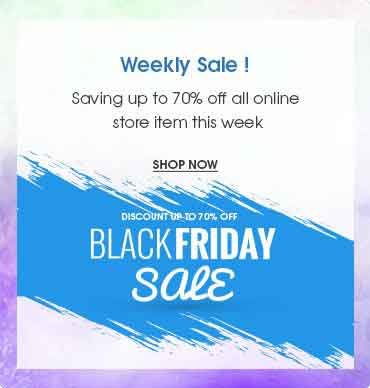 Weekly Sale !
Saving up to 70% off all online
store item this week
SHOP NOW
DISCOUNT UP TO 70% OFF
BLACK FRIDAY
SALE